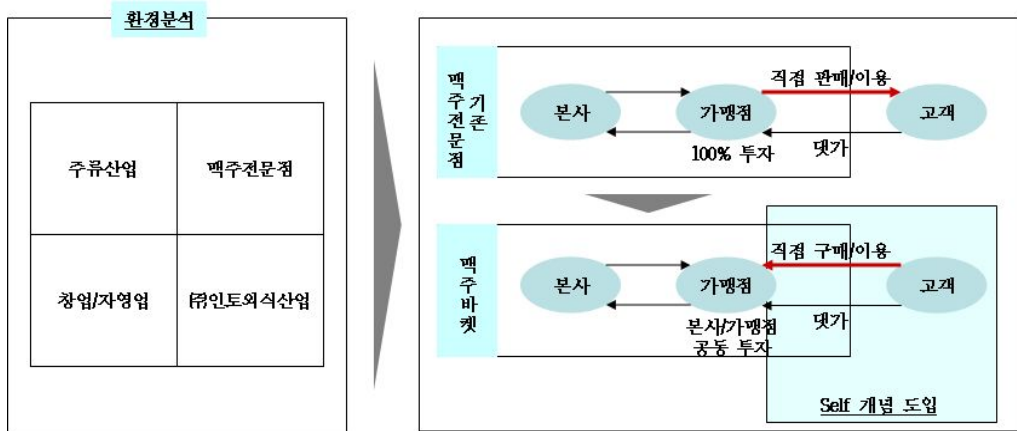 환경분석
주류산업
맥주전문점
창업/자영업
㈜인토외식산업
기존
맥주전문점
본사
가맹점
고객
직접 판매/이용
댓가
100% 투자
맥주바켓
본사
가맹점
고객
직접 구매/이용
댓가
본사/가맹점
공동 투자
Self 개념 도입